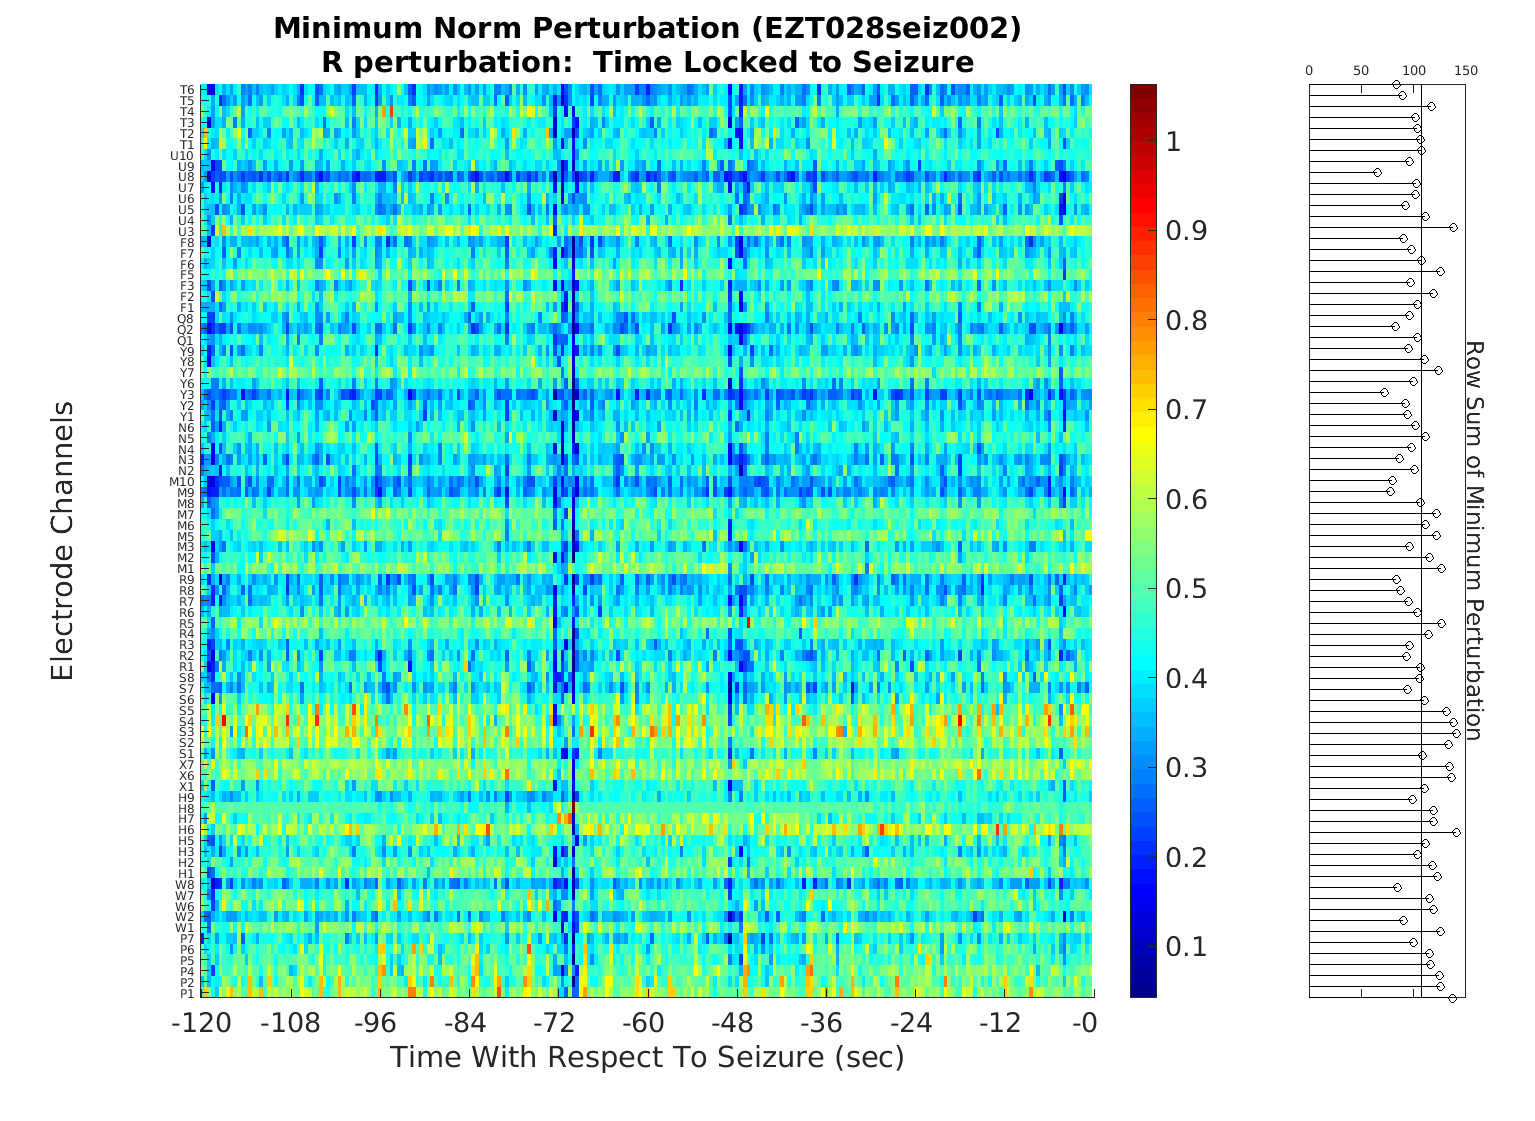 Minimum Norm Perturbation (EZT028seiz002)
R perturbation:  Time Locked to Seizure
Electrode Channels
T6
T5
T4
T3
T2
T1
U10
U9
U8
U7
U6
U5
U4
U3
F8
F7
F6
F5
F3
F2
F1
Q8
Q2
Q1
Y9
Y8
Y7
Y6
Y3
Y2
Y1
N6
N5
N4
N3
N2
M10
M9
M8
M7
M6
M5
M3
M2
M1
R9
R8
R7
R6
R5
R4
R3
R2
R1
S8
S7
S6
S5
S4
S3
S2
S1
X7
X6
X1
H9
H8
H7
H6
H5
H3
H2
H1
W8
W7
W6
W2
W1
P7
P6
P5
P4
P2
P1
-120 -108 -96 -84 -72 -60 -48 -36 -24 -12 -0
Time With Respect To Seizure (sec)
1
0.9
0.8
0.7
0.6
0.5
0.4
0.3
0.2
0.1
0 50 100 150
Row Sum of Minimum Perturbation